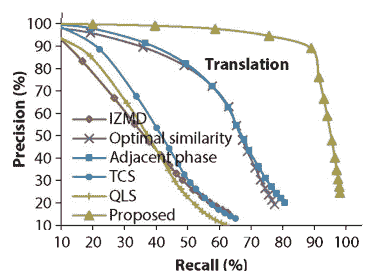 100
90
80
70
60
50
40
30
20
10
Precision (%)
Translation
IZMD
Optimal similarity
Adjacent phase
TCS
QLS
Proposed
10 20 30 40 50 60 70 80 90 100
Recall (%)